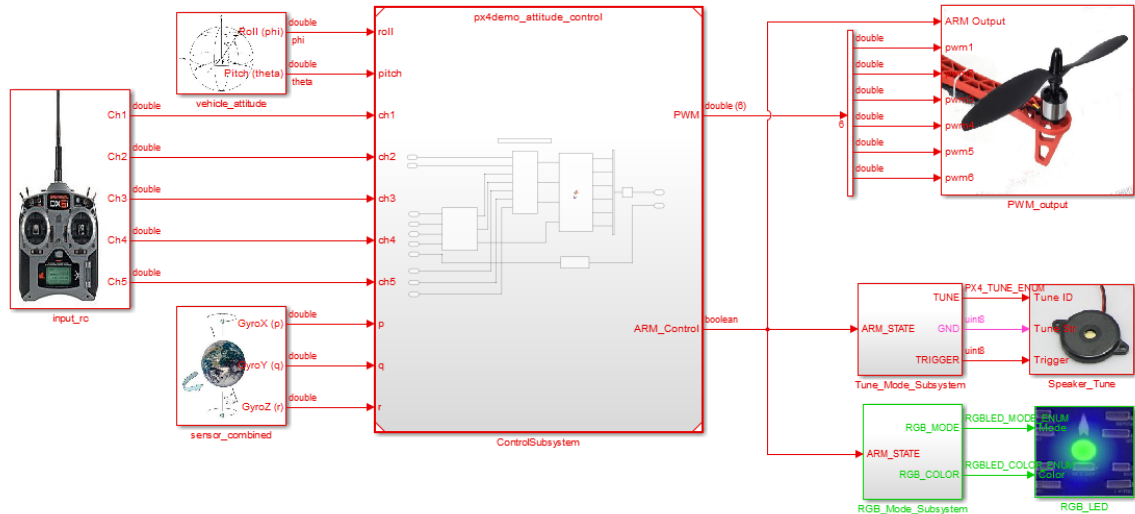 px4demo_attitude_control
double
Roll (phi)
phi
roll
double
Pitch (theta)
theta
pitch
vehicle_attitude
Ch1
double
ch1
Ch2
double
ch2
Ch3
double
ch3
Ch4
double
ch4
Ch5
double
ch5
input_rc
GyroX (p)
double
p
GyroY (q)
double
q
GyroZ (r)
double
r
sensor_combined
PWM
double (6)
ARM_Control
boolean
ControlSubsystem
6
ARM Output
double
pwm1
double
double
double
pwm4
double
pwm5
double
pwm6
PWM_output
ARM_STATE
TUNE
PX4_TUNE_ENUM
Tune ID
GND
uint8
TRIGGER
uint8
Trigger
Tune_Mode_Subsystem
Speaker_Tune
ARM_STATE
RGB_MODE
RGBLED_MODE_ENUM
Mode
RGB_COLOR
RGBLED_COLOR_ENUM
Color
RGB_Mode_Subsystem
RGB_LED